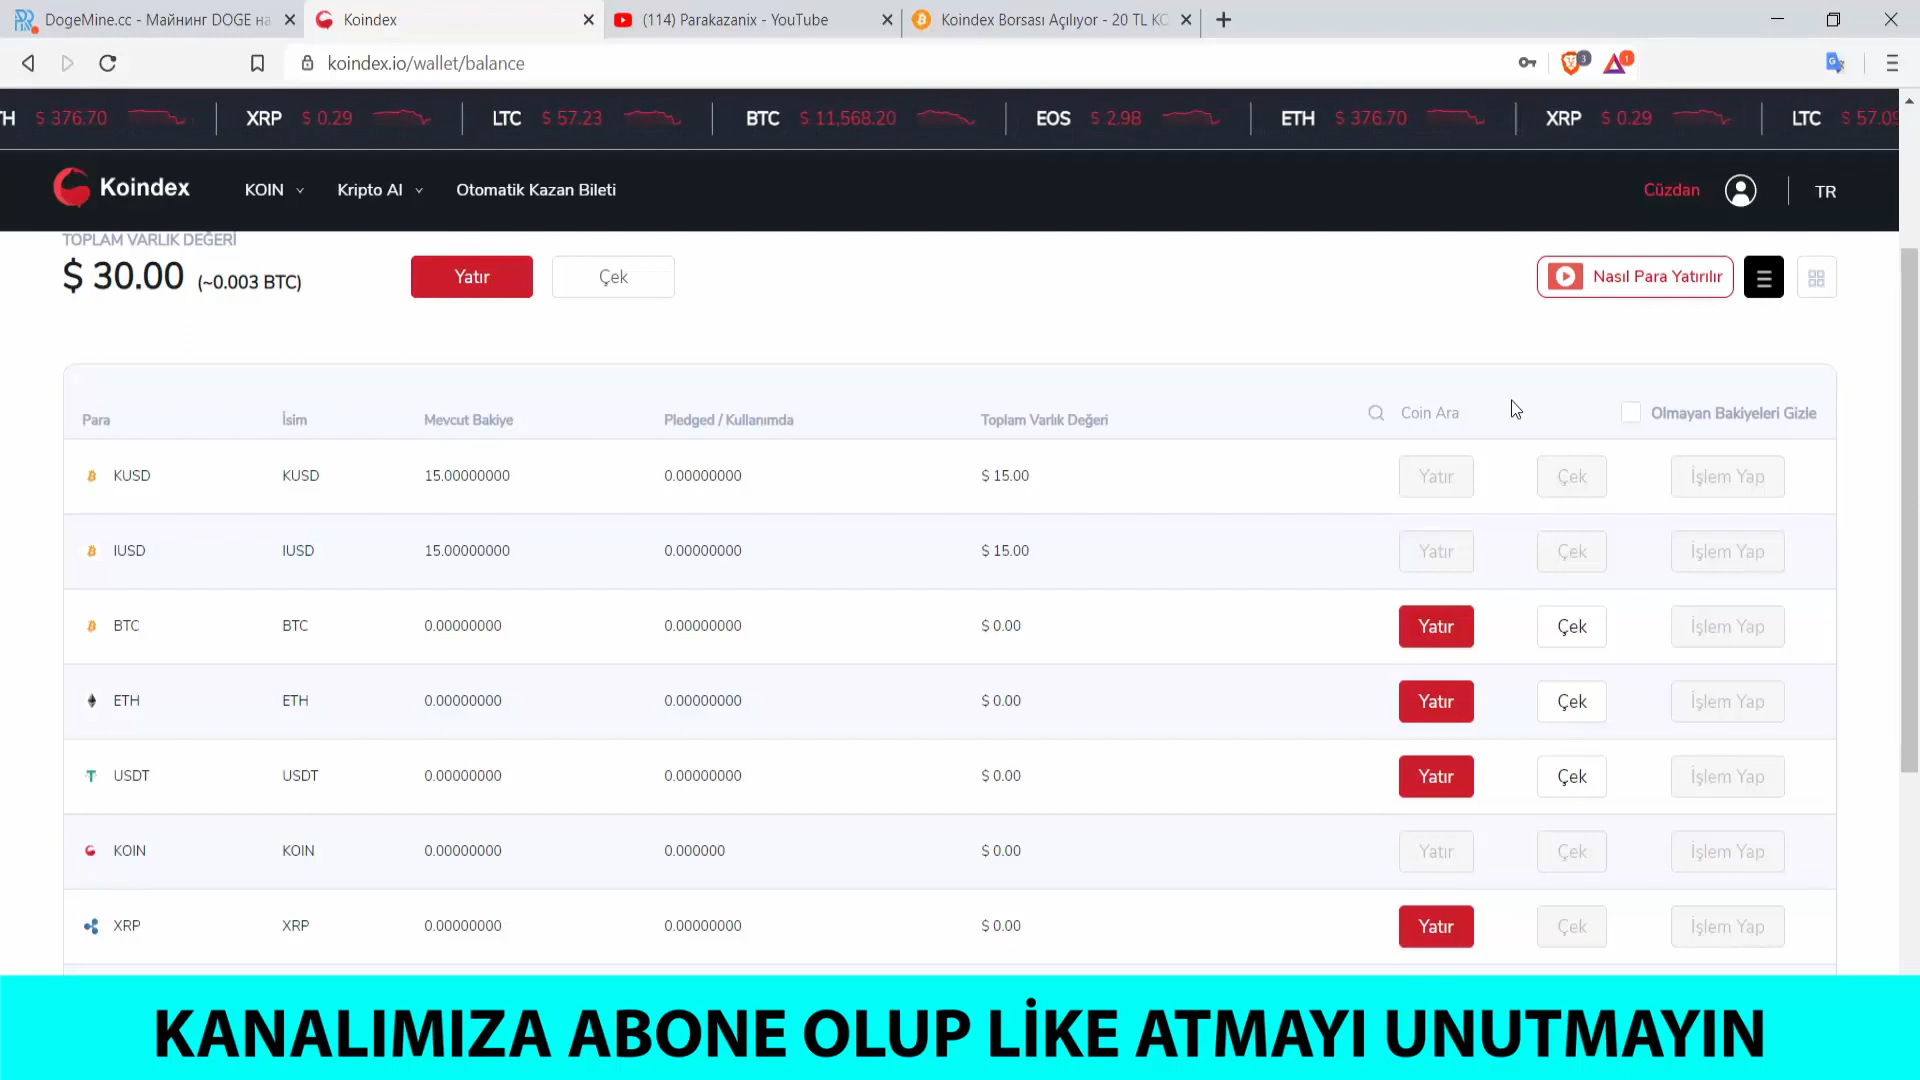 DogeMine.cc - Майнинг DOGE на
Koindex
(114) Parakazanix - YouTube
Koindex Borsası Açılıyor - 20 TL KO
koindex.io/wallet/balance
3
1
TH $ 376.70
XRP $ 0.29
LTC $ 57.23
BTC $ 11,568.20
EOS $ 2.98
ETH $ 376.70
XRP $ 0.29
LTC $ 57.09
Koindex
KOIN
Kripto AI
Otomatik Kazan Bileti
Cüzdan
TR
TOPLAM VARLIK DEĞERİ
$ 30.00 (~0.003 BTC)
Yatır
Çek
Nasıl Para Yatırılır
Para İsim Mevcut Bakiye Pledged / Kullanımda Toplam Varlık Değeri Coin Ara Olmayan Bakiyeleri Gizle
KUSD KUSD 15.00000000 0.00000000 $ 15.00 Yatır Çek İşlem Yap
IUSD IUSD 15.00000000 0.00000000 $ 15.00 Yatır Çek İşlem Yap
BTC BTC 0.00000000 0.00000000 $ 0.00 Yatır Çek İşlem Yap
ETH ETH 0.00000000 0.00000000 $ 0.00 Yatır Çek İşlem Yap
USDT USDT 0.00000000 0.00000000 $ 0.00 Yatır Çek İşlem Yap
KOIN KOIN 0.00000000 0.000000 $ 0.00 Yatır Çek İşlem Yap
XRP XRP 0.00000000 0.00000000 $ 0.00 Yatır Çek İşlem Yap
KANALIMIZA ABONE OLUP LİKE ATMAYI UNUTMAYIN